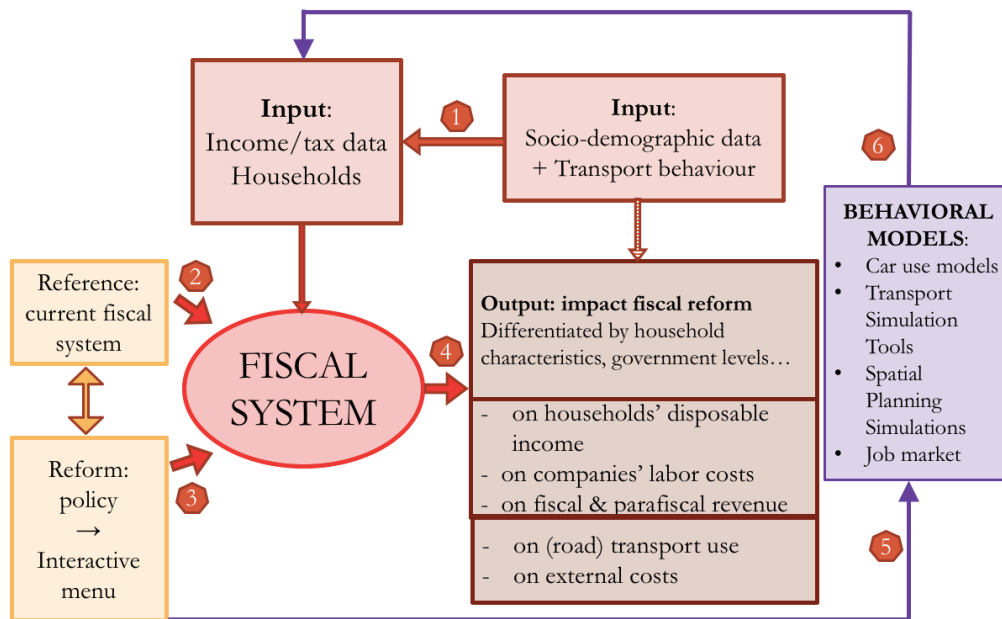 Input:
Income/tax data
Households
1
Input:
Socio-demographic data
+ Transport behaviour
6
BEHAVIORAL
MODELS:
• Car use models
• Transport
Simulation
Tools
• Spatial
Planning
Simulations
• Job market
Reference:
current fiscal
system
2
FISCAL
SYSTEM
4
Output: impact fiscal reform
Differentiated by household
characteristics, government levels…
- on households’ disposable
income
- on companies’ labor costs
- on fiscal & parafiscal revenue
- on (road) transport use
- on external costs
Reform:
policy
→
Interactive
menu
3
5